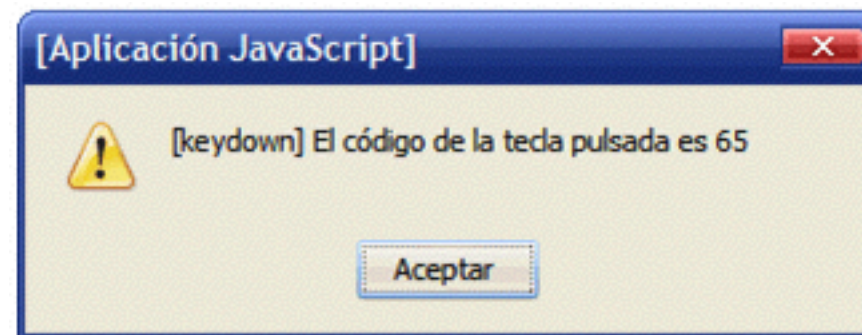 [Aplicación JavaScript]
[keydown] El código de la tecla pulsada es 65
Aceptar